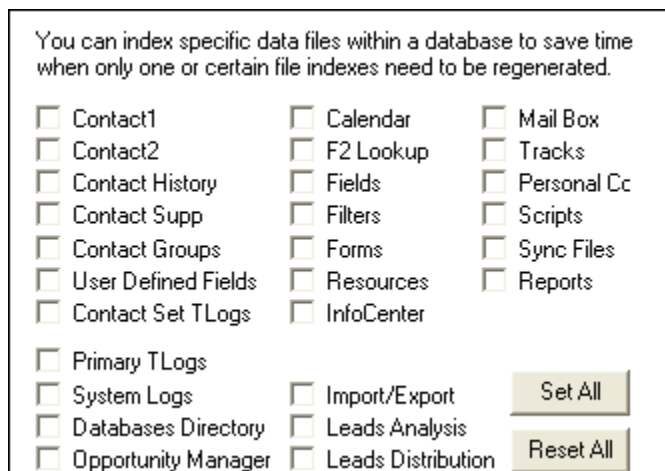 You can index specific data files within a database to save time
when only one or certain file indexes need to be regenerated.
Contact1
Calendar
Mail Box
Contact2
F2 Lookup
Tracks
Contact History
Fields
Personal Cc
Contact Supp
Filters
Scripts
Contact Groups
Forms
Sync Files
User Defined Fields
Resources
Reports
Contact Set TLogs
InfoCenter
Primary TLogs
System Logs
Import/Export
Set All
Databases Directory
Leads Analysis
Opportunity Manager
Leads Distribution
Reset All